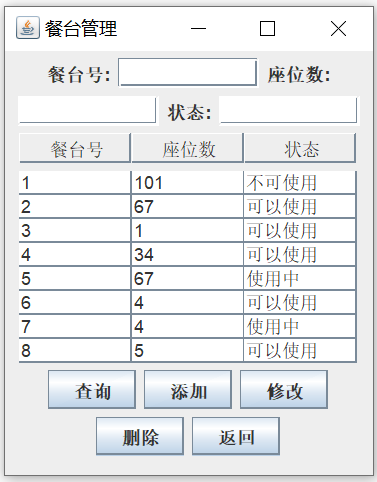 餐台管理
餐台号: 座位数:
状态:
餐台号 座位数 状态
1 101 不可使用
2 67 可以使用
3 1 可以使用
4 34 可以使用
5 67 使用中
6 4 可以使用
7 4 使用中
8 5 可以使用
查询 添加 修改
删除 返回